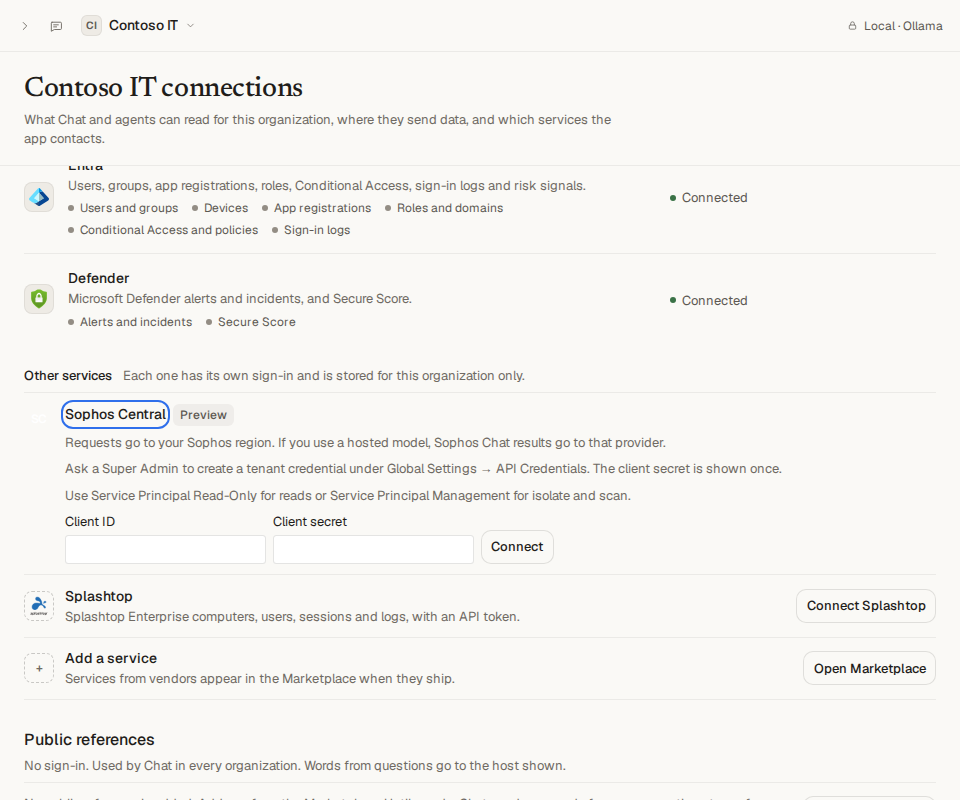 CI Contoso IT
Local · Ollama
Contoso IT connections
What Chat and agents can read for this organization, where they send data, and which services the
app contacts.
Entra
Users, groups, app registrations, roles, Conditional Access, sign-in logs and risk signals.
Users and groups Devices App registrations Roles and domains
Conditional Access and policies Sign-in logs
Connected
Defender
Microsoft Defender alerts and incidents, and Secure Score.
Alerts and incidents Secure Score
Connected
Other services Each one has its own sign-in and is stored for this organization only.
SC
Sophos Central Preview
Requests go to your Sophos region. If you use a hosted model, Sophos Chat results go to that provider.
Ask a Super Admin to create a tenant credential under Global Settings → API Credentials. The client secret is shown once.
Use Service Principal Read-Only for reads or Service Principal Management for isolate and scan.
Client ID Client secret
Connect
Splashtop
Splashtop Enterprise computers, users, sessions and logs, with an API token.
Connect Splashtop
+ Add a service
Services from vendors appear in the Marketplace when they ship.
Open Marketplace
Public references
No sign-in. Used by Chat in every organization. Words from questions go to the host shown.